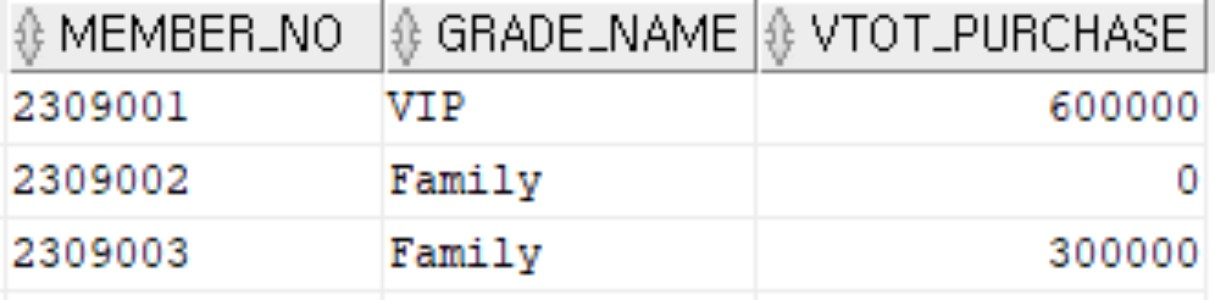 MEMBER_NO GRADE_NAME VTOT_PURCHASE
2309001 VIP 600000
2309002 Family 0
2309003 Family 300000